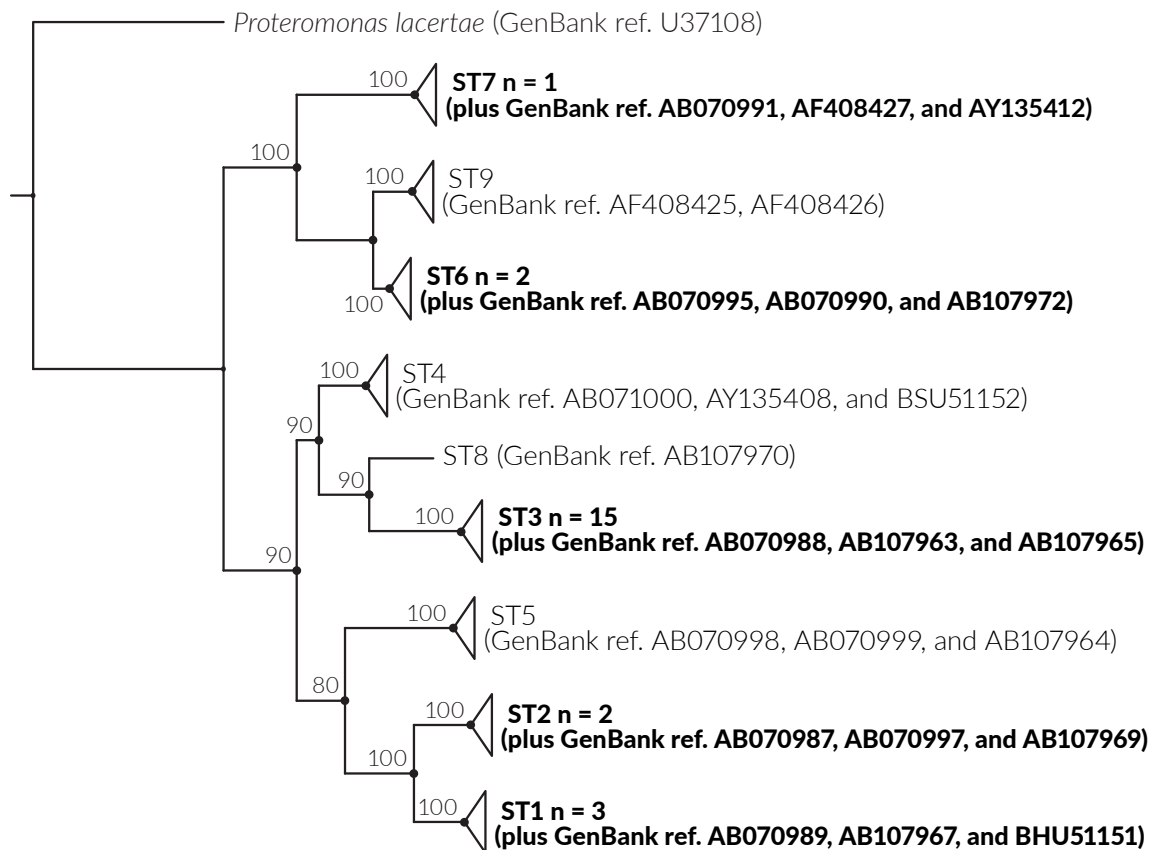 Proteromonas lacertae (GenBank ref. U37108)
100
ST7 n = 1
(plus GenBank ref. AB070991, AF408427, and AY135412)
100
100
ST9
(GenBank ref. AF408425, AF408426)
ST6 n = 2
100
(plus GenBank ref. AB070995, AB070990, and AB107972)
100
ST4
(GenBank ref. AB071000, AY135408, and BSU51152)
90
ST8 (GenBank ref. AB107970)
90
100
ST3 n = 15
(plus GenBank ref. AB070988, AB107963, and AB107965)
90
100
ST5
(GenBank ref. AB070998, AB070999, and AB107964)
80
100
ST2 n = 2
(plus GenBank ref. AB070987, AB070997, and AB107969)
100
100
ST1 n = 3
(plus GenBank ref. AB070989, AB107967, and BHU51151)